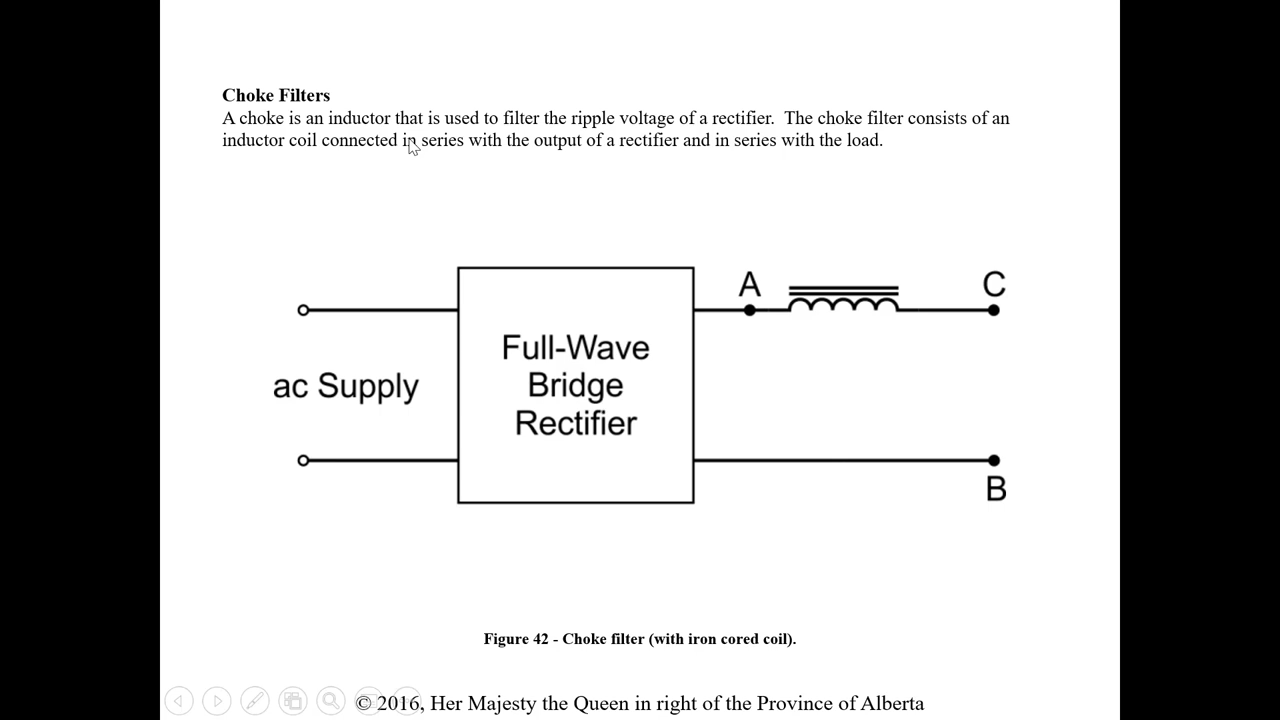 Choke Filters
A choke is an inductor that is used to filter the ripple voltage of a rectifier.  The choke filter consists of an
inductor coil connected in series with the output of a rectifier and in series with the load.
A
C
Full-Wave
Bridge
Rectifier
ac Supply
B
Figure 42 - Choke filter (with iron cored coil).
© 2016, Her Majesty the Queen in right of the Province of Alberta